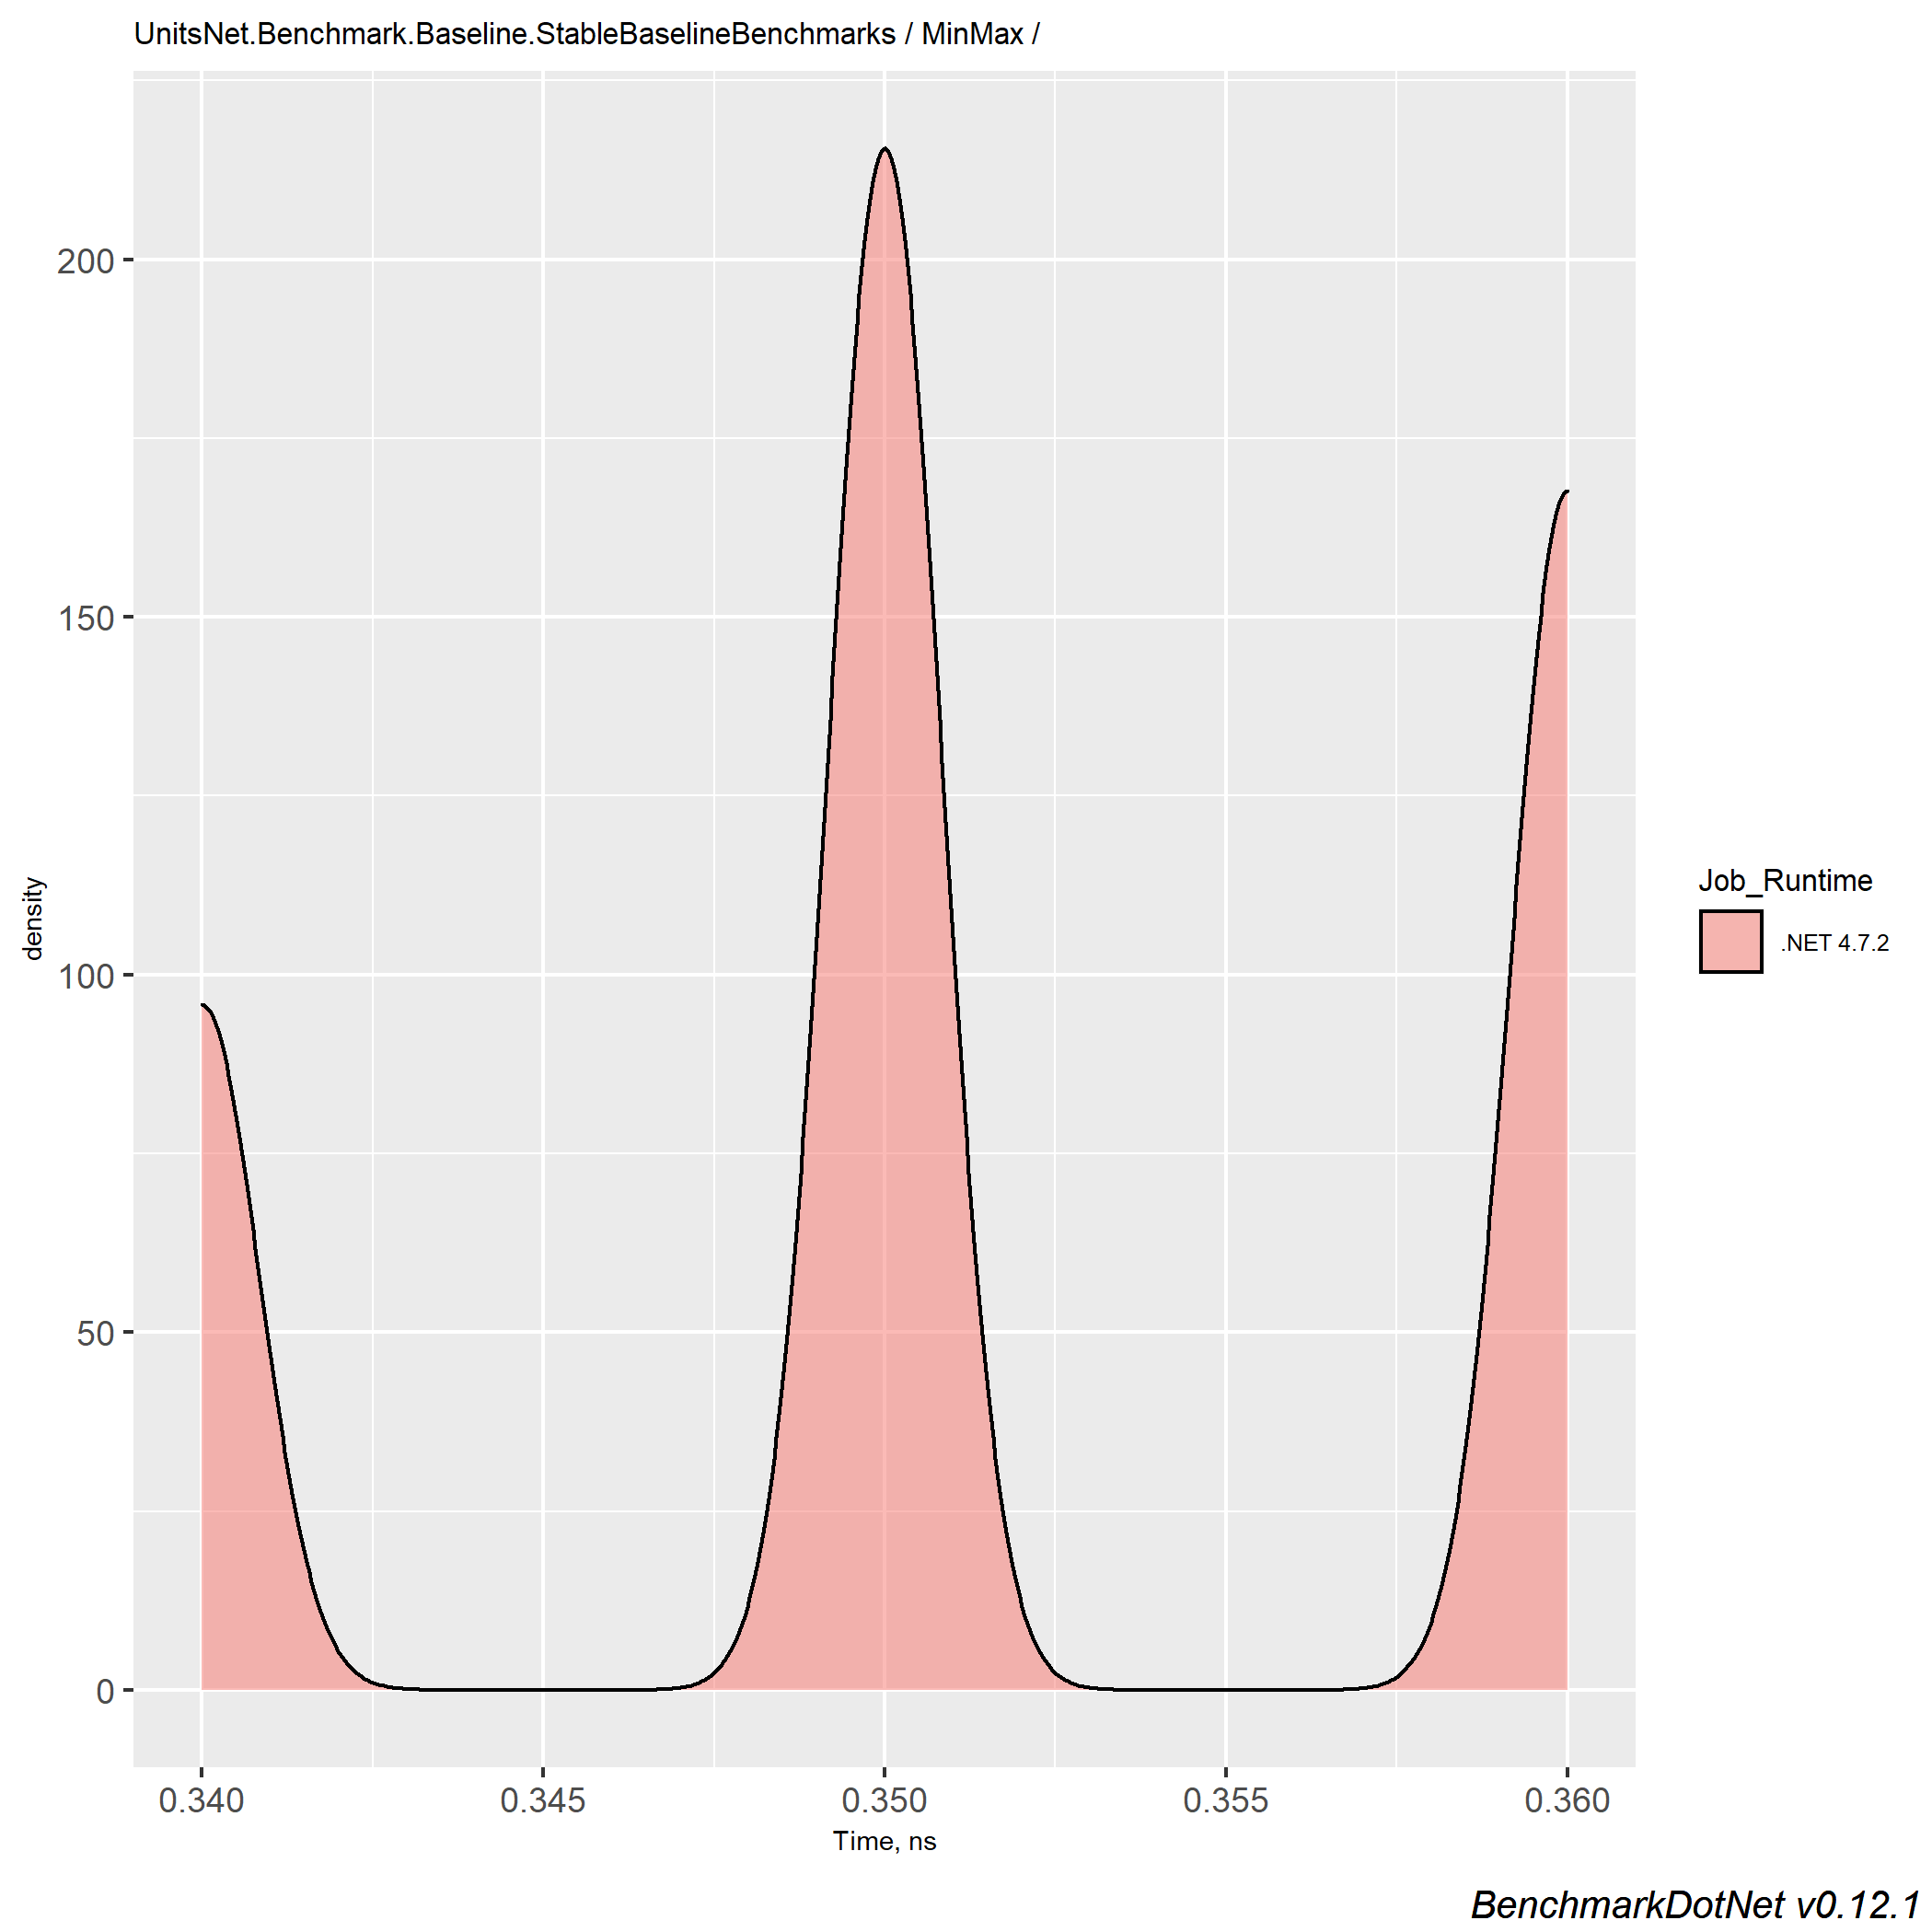 UnitsNet.Benchmark.Baseline.StableBaselineBenchmarks / MinMax /
200
150
100
50
0
density
0.340 0.345 0.350 0.355 0.360
Time, ns
Job_Runtime
.NET 4.7.2
BenchmarkDotNet v0.12.1